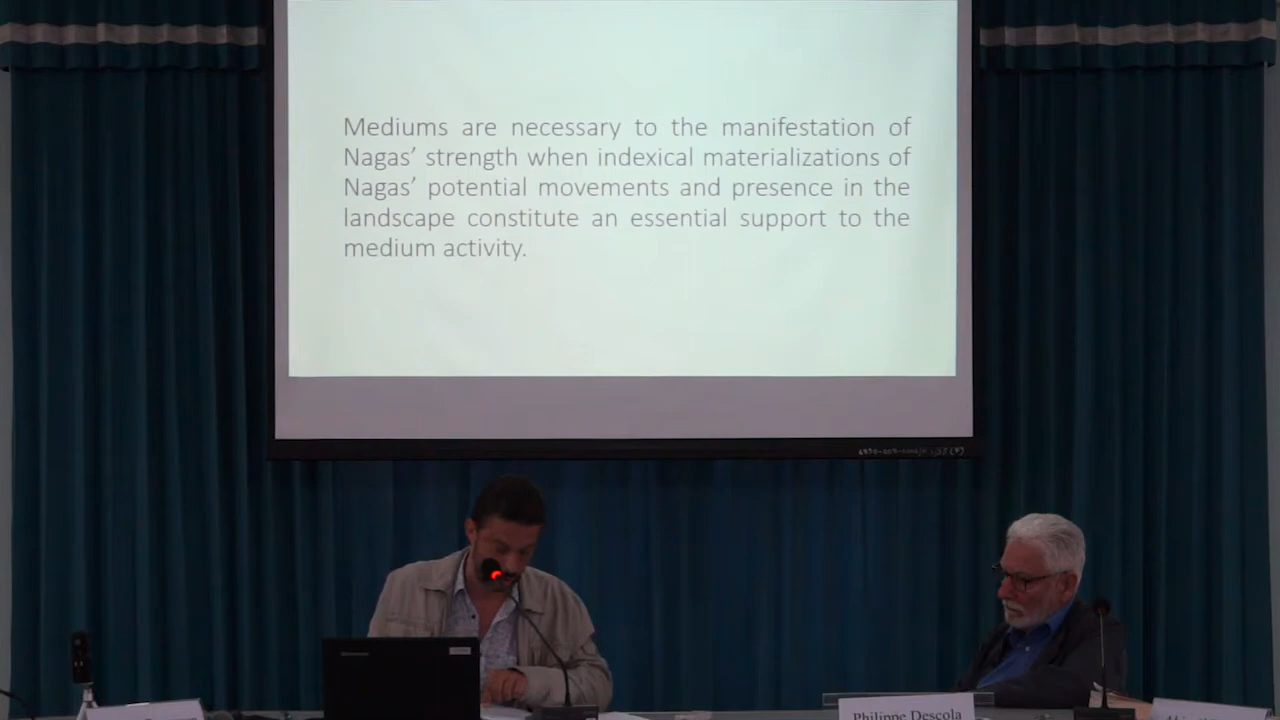 Mediums are necessary to the manifestation of
Nagas’ strength when indexical materializations of
Nagas’ potential movements and presence in the
landscape constitute an essential support to the
medium activity.
Philippe Descola